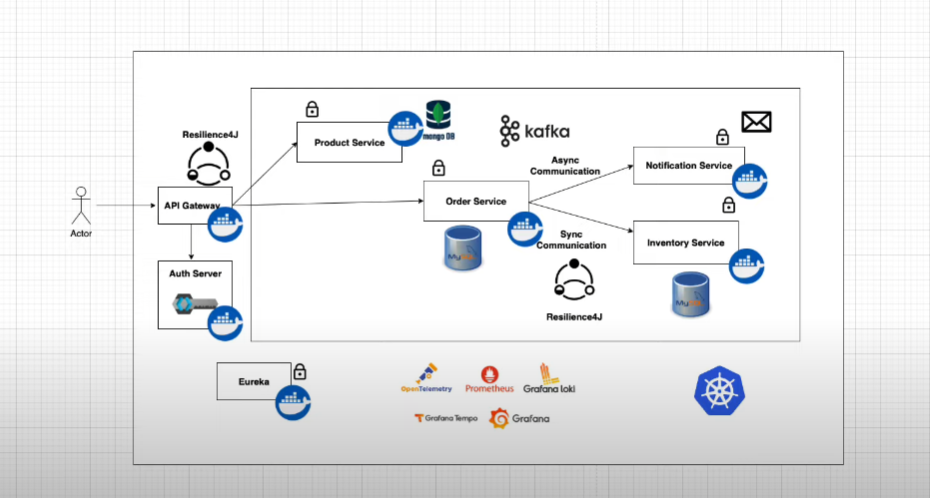 Resilience4J
Actor
API Gateway
Auth Server
Product Service
mongo DB
kafka
Order Service
MySQL
Async
Communication
Sync
Communication
Resilience4J
Notification Service
Inventory Service
MySQL
Eureka
OpenTelemetry
Prometheus
Grafana loki
Grafana Tempo
Grafana